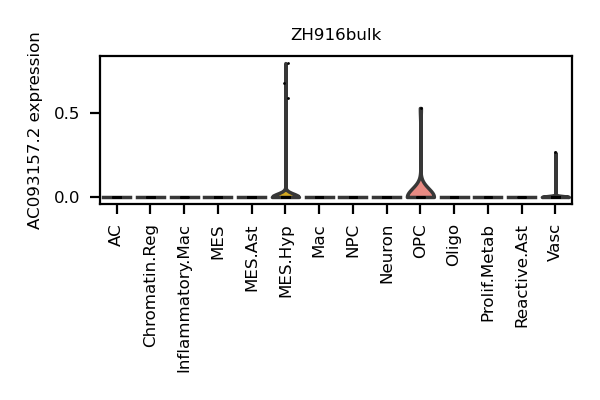 ZH916bulk
AC093157.2 expression
0.5
0.0
AC
Chromatin.Reg
Inflammatory.Mac
MES
MES.Ast
MES.Hyp
Mac
NPC
Neuron
OPC
Oligo
Prolif.Metab
Reactive.Ast
Vasc